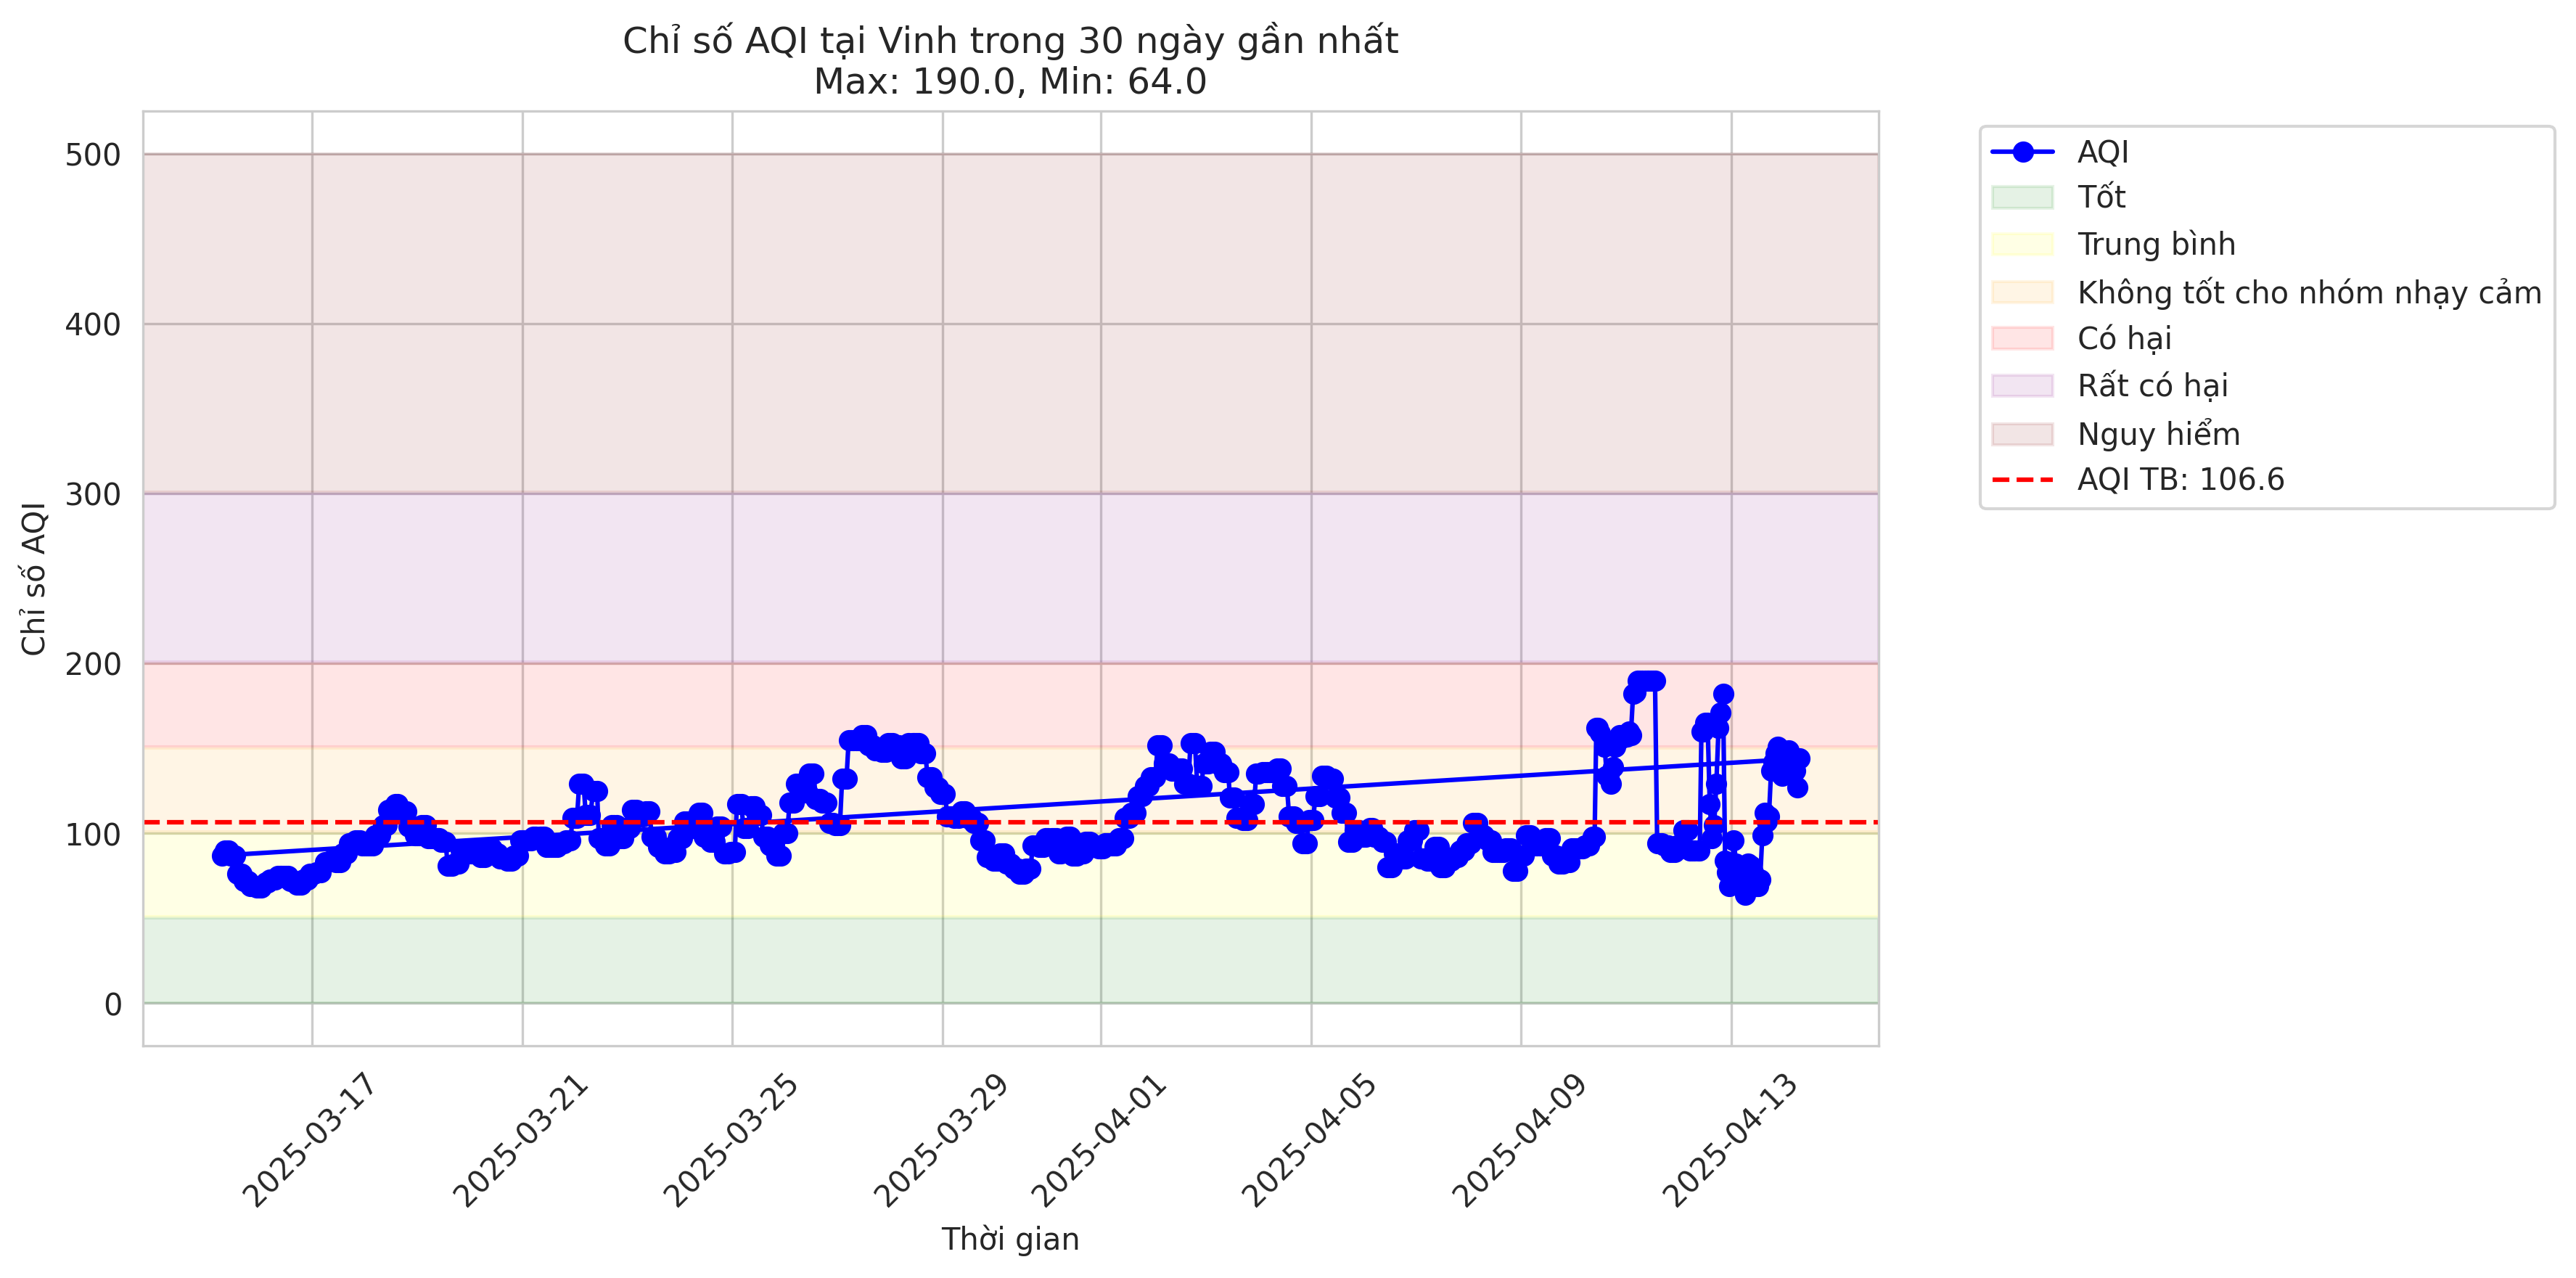 Chỉ số AQI tại Vinh trong 30 ngày gần nhất
Max: 190.0, Min: 64.0
Chỉ số AQI
500
400
300
200
100
0
2025-03-17
2025-03-21
2025-03-25
2025-03-29
2025-04-01
2025-04-05
2025-04-09
2025-04-13
Thời gian
AQI
Tốt
Trung bình
Không tốt cho nhóm nhạy cảm
Có hại
Rất có hại
Nguy hiểm
AQI TB: 106.6